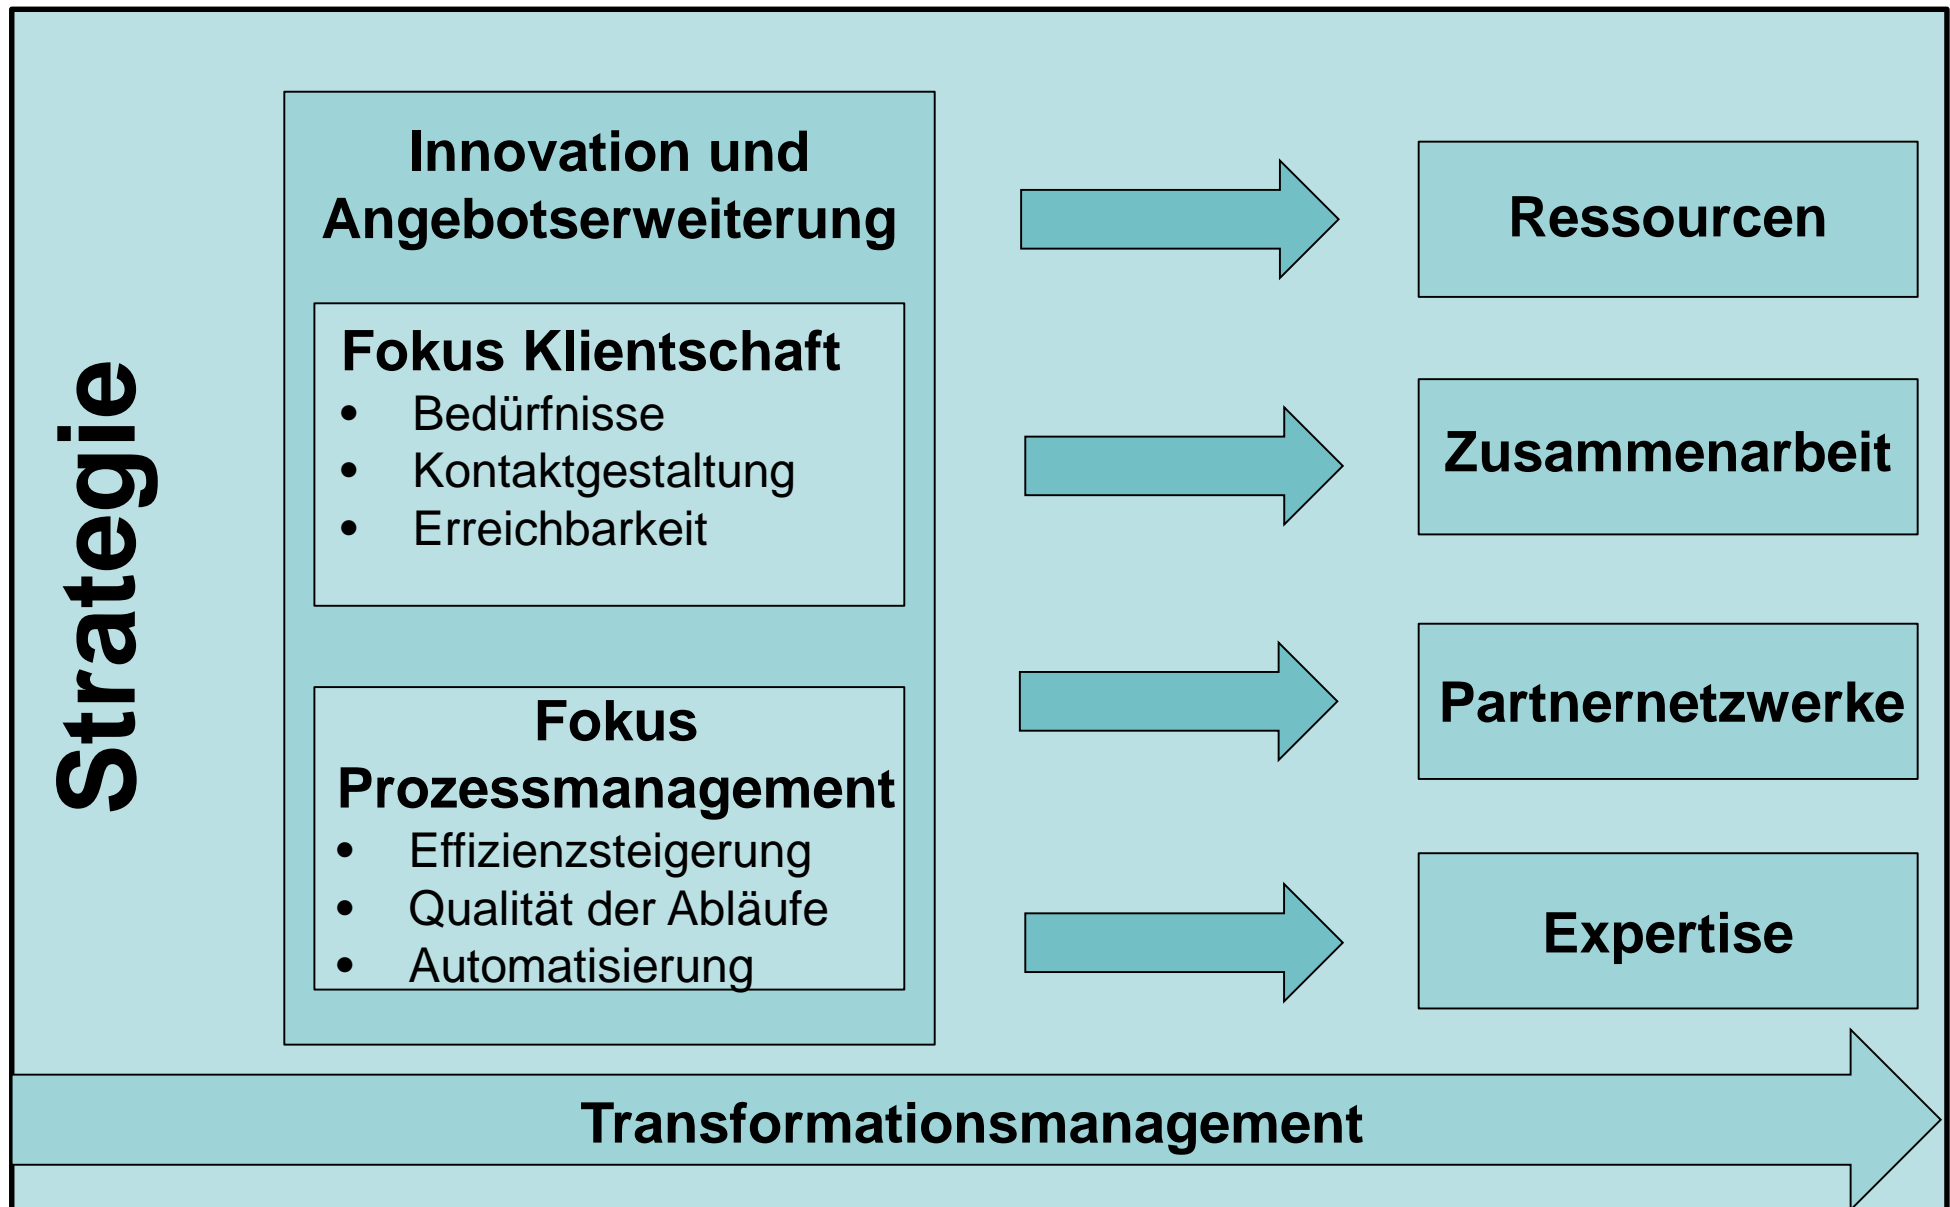 Strategie
Innovation und
Angebotserweiterung
Fokus Klientschaft
• Bedürfnisse
• Kontaktgestaltung
• Erreichbarkeit
Fokus
Prozessmanagement
• Effizienzsteigerung
• Qualität der Abläufe
• Automatisierung
Ressourcen
Zusammenarbeit
Partnernetzwerke
Expertise
Transformationsmanagement